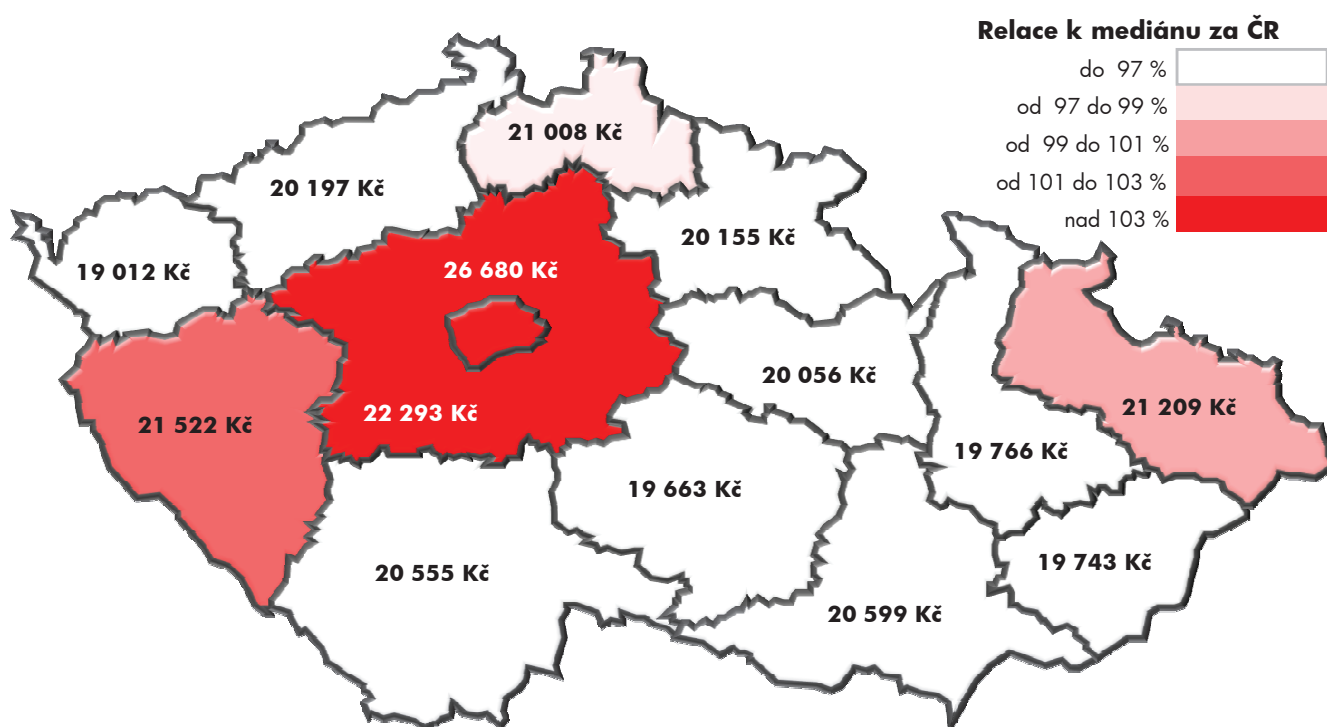 Relace k mediánu za ČR
do 97 %
od 97 do 99 %
od 99 do 101 %
od 101 do 103 %
nad 103 %
21 008 Kč
20 197 Kč
20 155 Kč
19 012 Kč
26 680 Kč
20 056 Kč
21 522 Kč
22 293 Kč
21 209 Kč
19 766 Kč
19 663 Kč
20 555 Kč
19 743 Kč
20 599 Kč